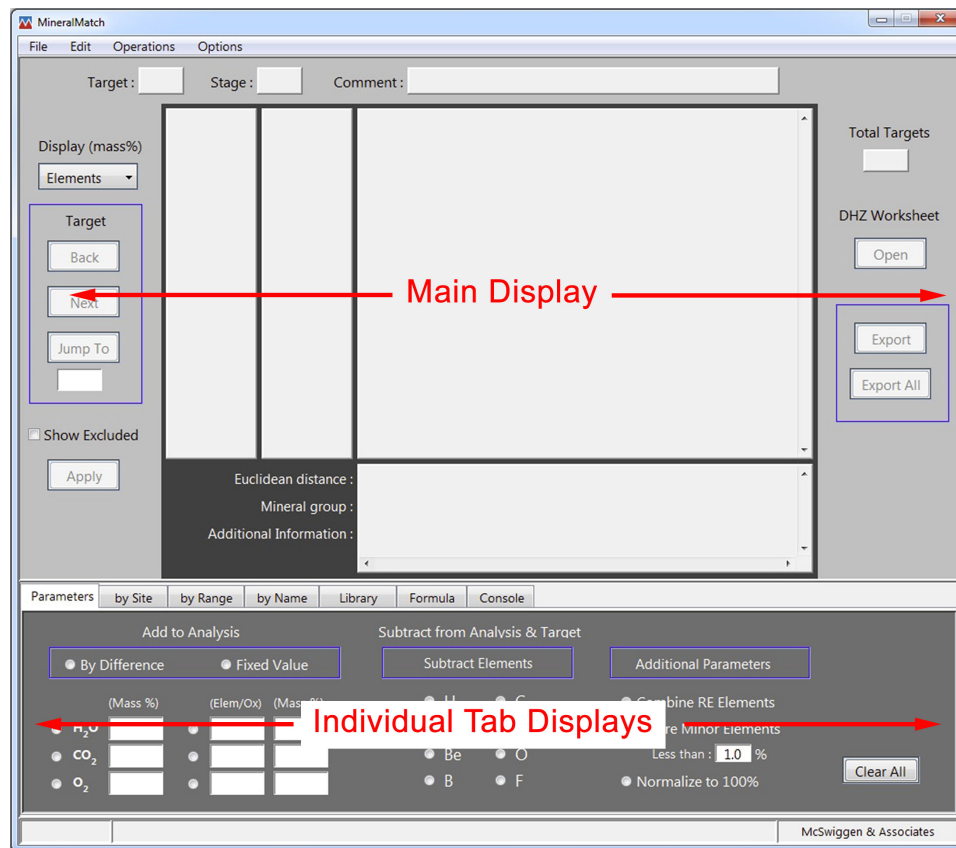 MineralMatch
File Edit Operations Options
Target : Stage : Comment :
Display (mass%)
Elements
Target
Back
Next
Jump To
Show Excluded
Apply
Total Targets
DHZ Worksheet
Open
Export
Export All
Main Display
Euclidean distance :
Mineral group :
Additional Information :
Parameters by Site by Range by Name Library Formula Console
Add to Analysis
By Difference Fixed Value
(Mass %) (Elem/Ox)
H₂O
CO₂
O₂
Subtract from Analysis & Target
Subtract Elements
Be O
B F
Additional Parameters
RE Elements
Minor Elements
Less than : 1.0 %
Normalize to 100%
Individual Tab Displays
Clear All
McSwiggen & Associates